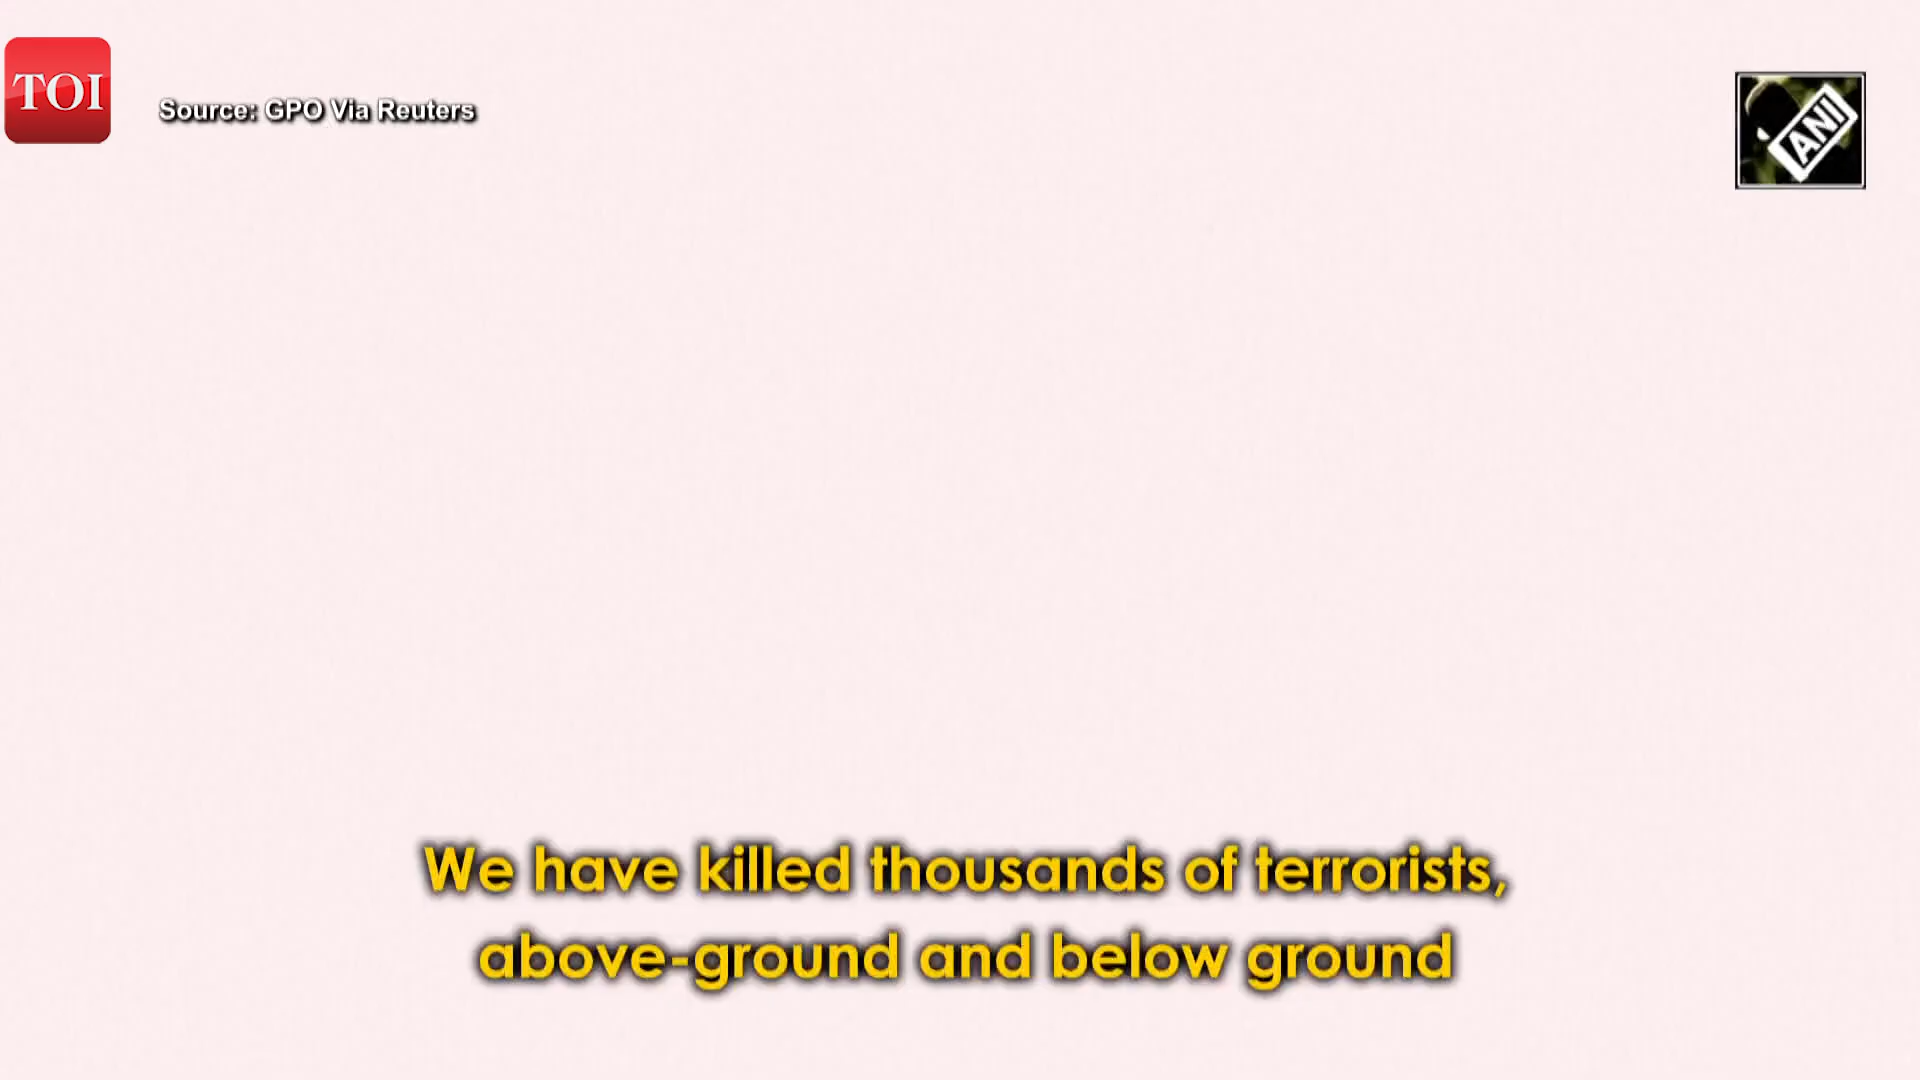 TOI
Source: GPO Via Reuters
ANI
We have killed thousands of terrorists,
above-ground and below ground